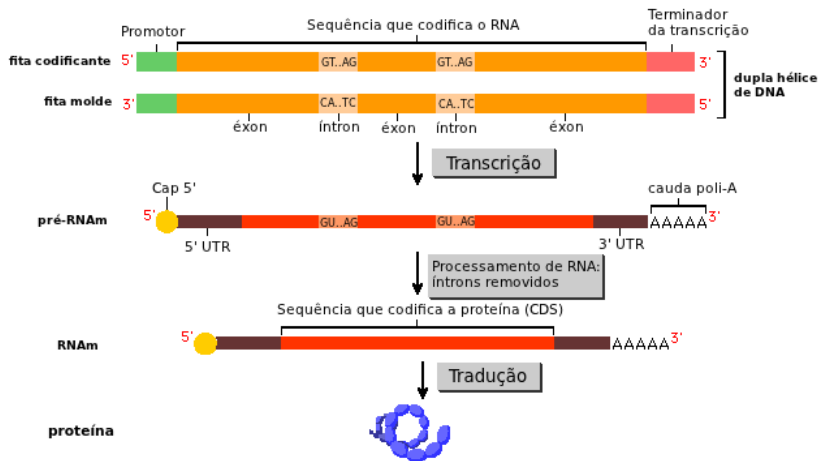 Sequência que codifica o RNA
Promotor
Terminador
da transcrição
fita codificante
5'
GT..AG
GT..AG
3'
fita molde
3'
CA..TC
CA..TC
5'
dupla hélice
de DNA
éxon
íntron
éxon
íntron
éxon
Transcrição
Cap 5'
cauda poli-A
pré-RNAm
5'
GU..AG
GU..AG
AAAAA
3'
5' UTR
3' UTR
Processamento de RNA:
íntrons removidos
Sequência que codifica a proteína (CDS)
RNAm
5'
AAAAA
3'
Tradução
proteína